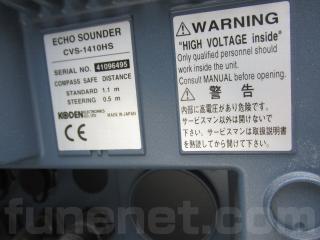 ECHO SOUNDER
CVS-1410HS
SERIAL NO. 41096495
COMPASS SAFE DISTANCE
STANDARD 1.1 m
STEERING 0.5 m
KODEN ELECTRONICS CO., LTD. MADE IN JAPAN
WARNING
"HIGH VOLTAGE inside"
Only qualified personnel should
work inside the unit.
Consult MANUAL before opening.
警告
内部に高電圧があり危険です。
サービスマン以外は開けないで
下さい。サービスマンは取扱説明書
を熟読してから開けて下さい。
funenet.com